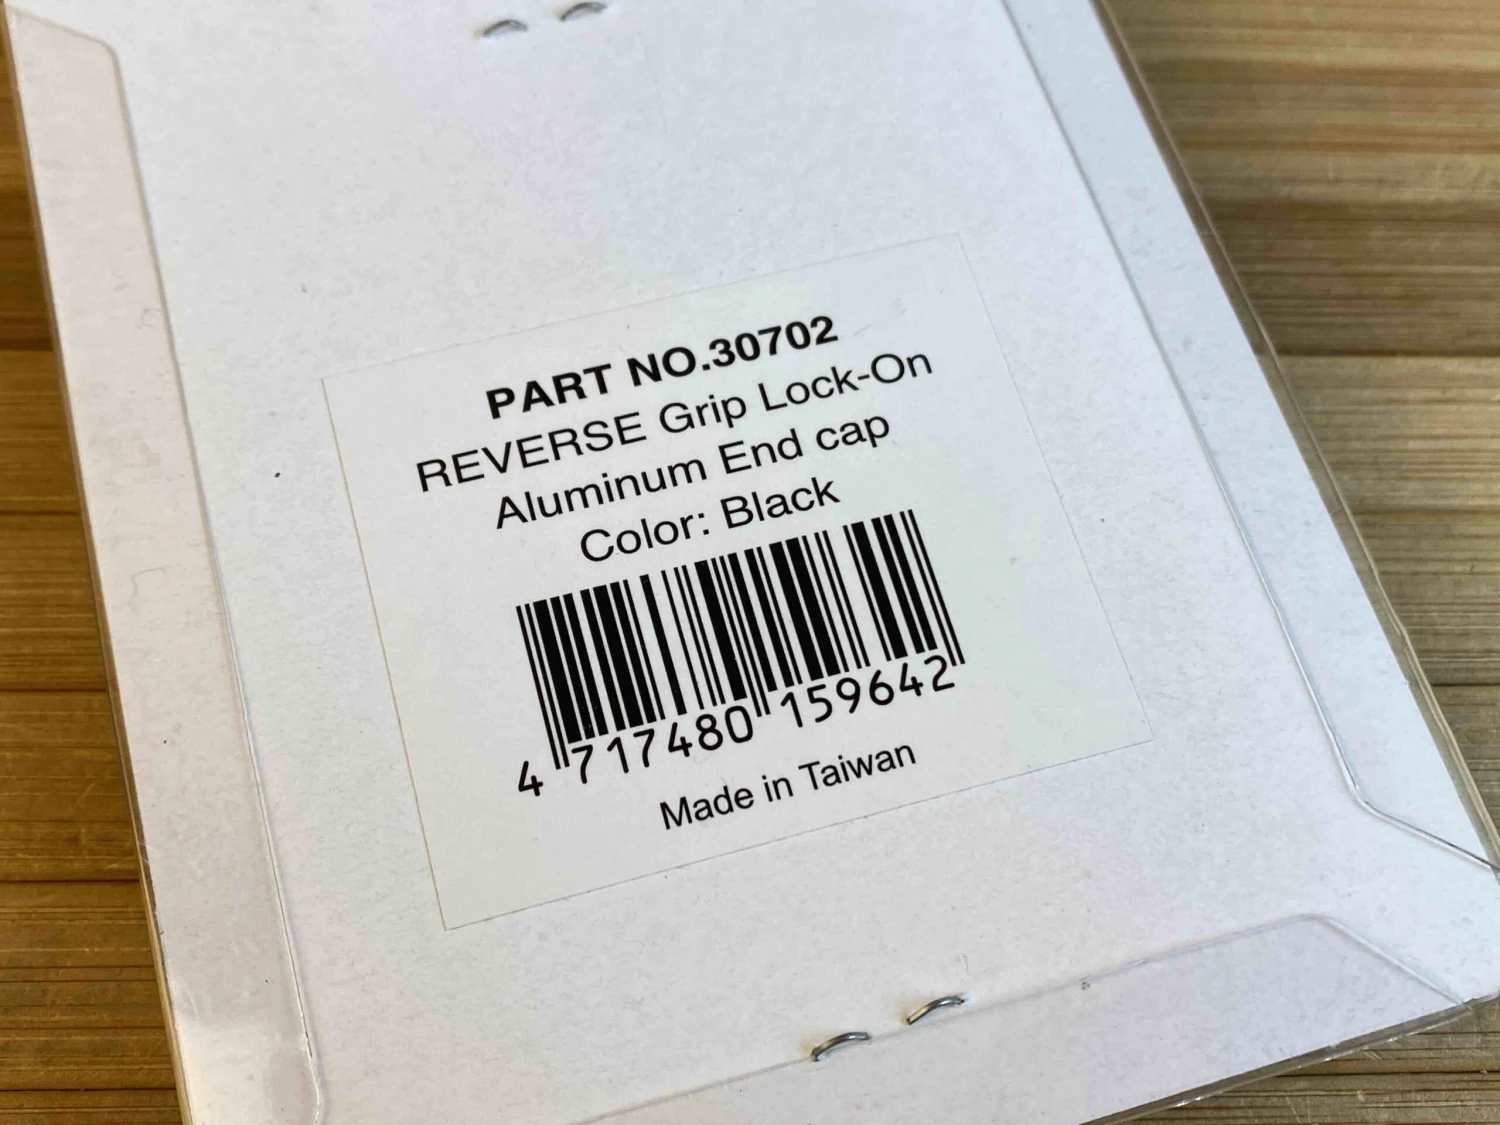 PART NO.30702
REVERSE Grip Lock-On
Aluminum End cap
Color: Black
4 717480 159642
Made in Taiwan